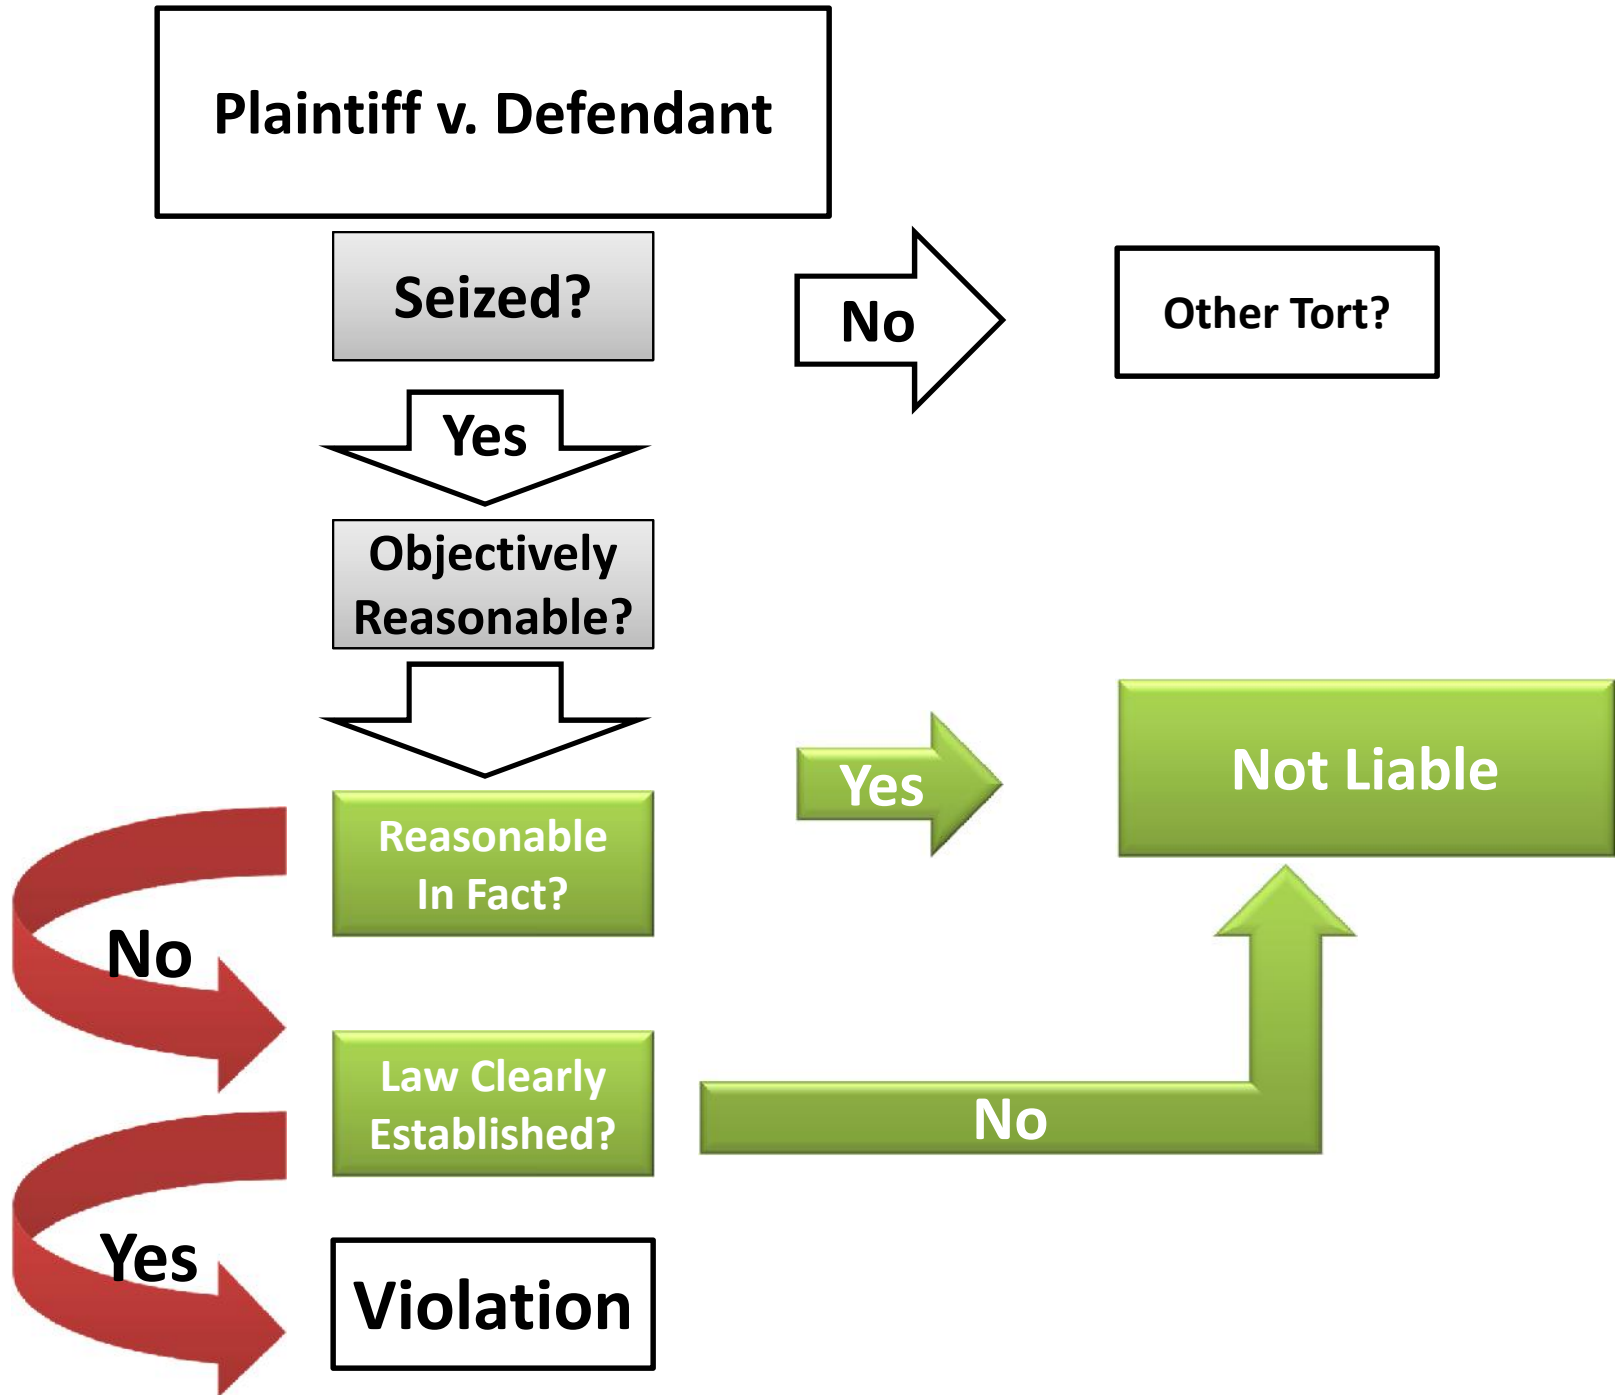 Plaintiff v. Defendant
Seized?
No
Other Tort?
Yes
Objectively
Reasonable?
Reasonable
In Fact?
Yes
Not Liable
No
Law Clearly
Established?
No
Yes
Violation